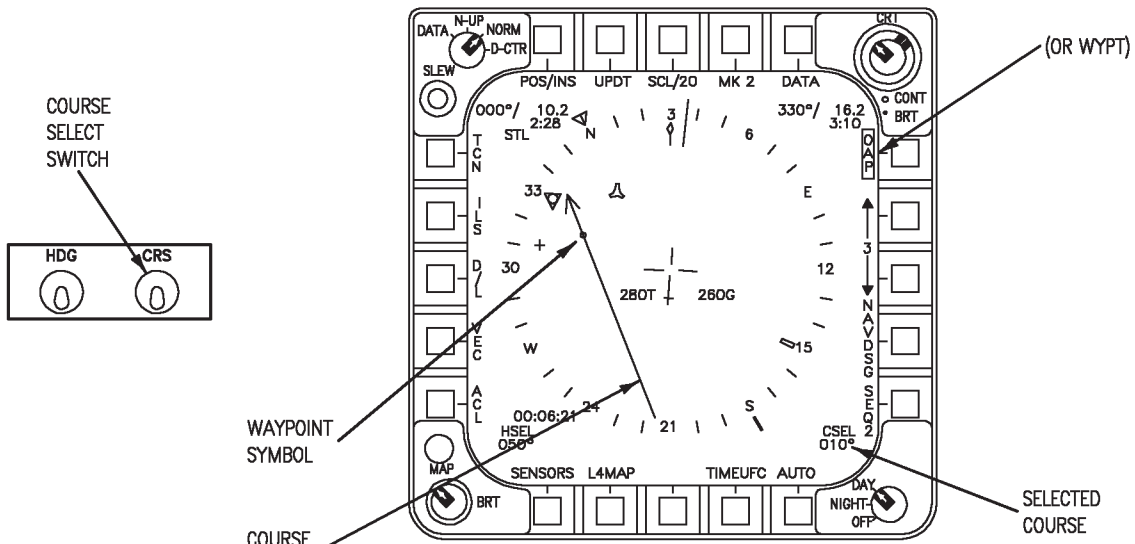 COURSE
SELECT
SWITCH
HDG CRS
WAYPOINT
SYMBOL
COURSE
DATA N-UP NORM D-CTR
SLEW
CRT
CONT
BRT
(OR WYPT)
POS/INS UPDT SCL/20 MK 2 DATA
000°/ 10.2
2:28
STL
330°/ 16.2
3:10
TCN
ILS
D/L
VEC
ACL
OAP
3
NAVDSG
SEQ2
N
3
6
E
12
15
S
21
24
W
30
33
280T 260G
00:06:21
HSEL
050°
CSEL
010°
SENSORS L4MAP TIMEUFC AUTO
MAP
BRT
DAY
NIGHT
OFF
SELECTED
COURSE